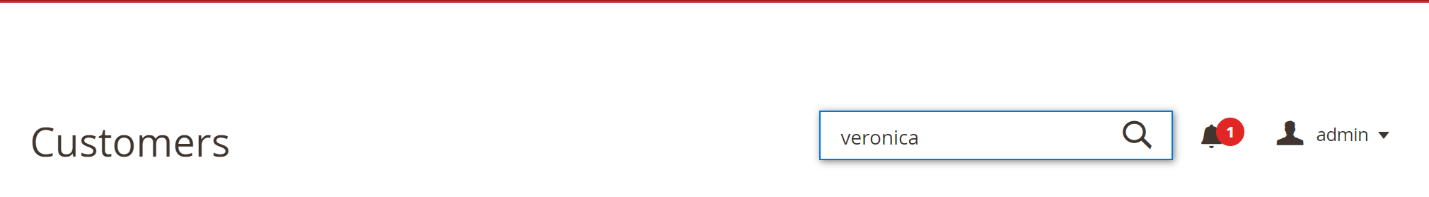 Customers
veronica
1
admin